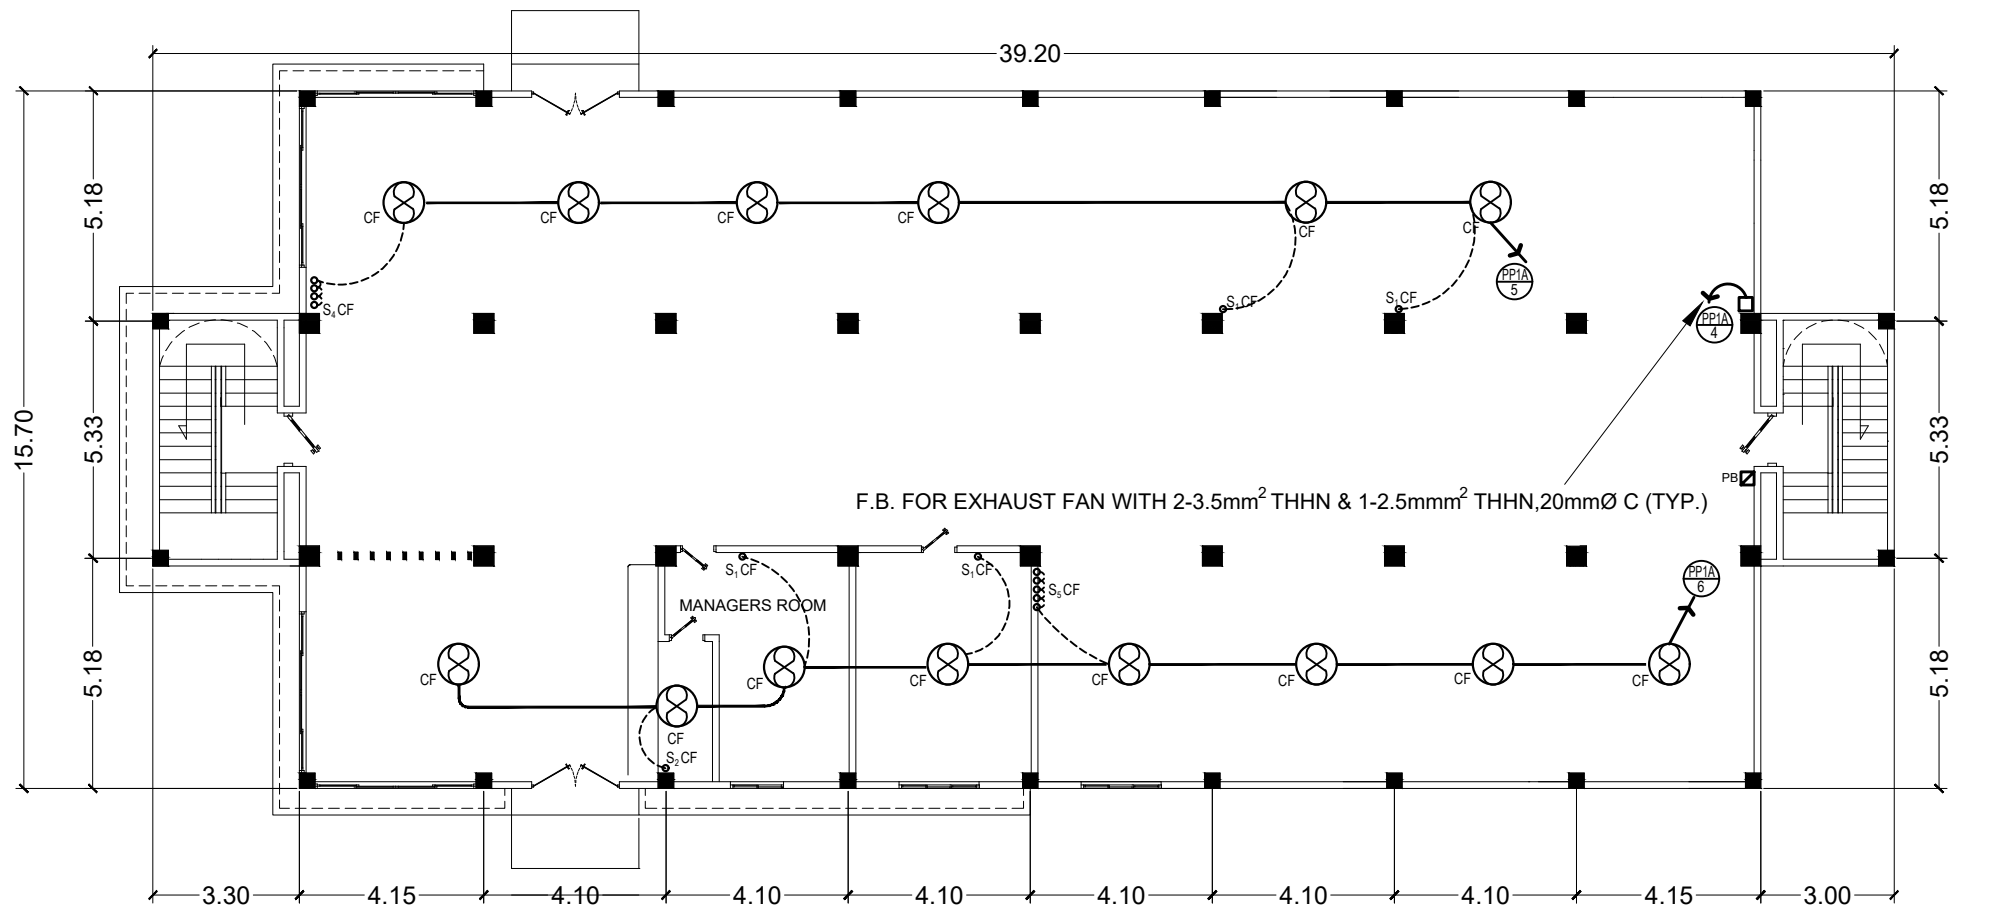 39.20
5.18
5.18
CF
CF
CF
CF
CF
CF
PP1A
5
S₄CF
S₁CF
S₁CF
PP1A
4
15.70
5.33
5.33
PB
F.B. FOR EXHAUST FAN WITH 2-3.5mm² THHN & 1-2.5mmm² THHN,20mmØ C (TYP.)
S₁CF
S₁CF
S₅CF
PP1A
6
MANAGERS ROOM
5.18
5.18
CF
CF
CF
CF
CF
CF
CF
CF
S₂CF
3.30
4.15
4.10
4.10
4.10
4.10
4.10
4.10
4.15
3.00